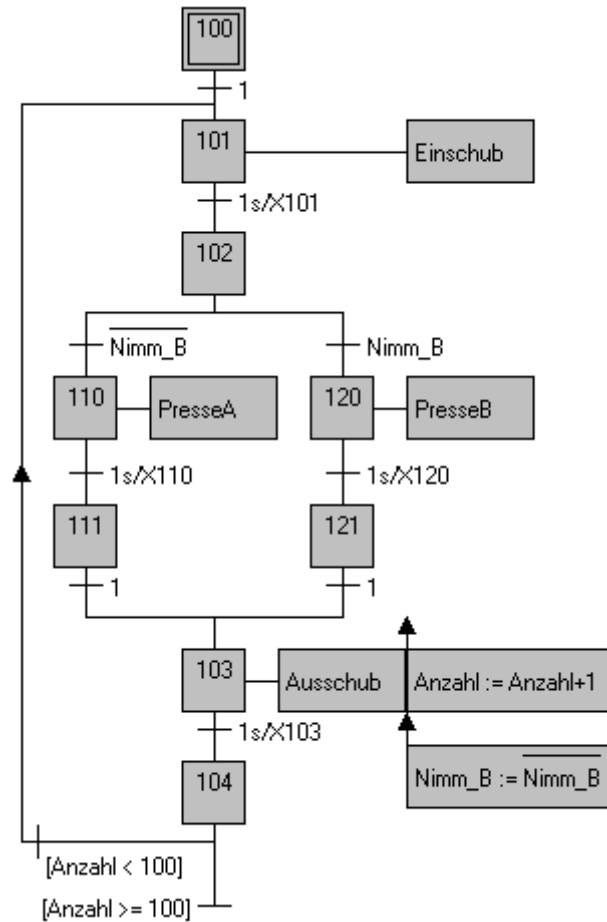 100
1
101
Einschub
1s/X101
102
Nimm_B
Nimm_B
110
PresseA
120
PresseB
1s/X110
1s/X120
111
121
1
1
103
Ausschub
Anzahl := Anzahl+1
1s/X103
Nimm_B := Nimm_B
104
[Anzahl < 100]
[Anzahl >= 100]